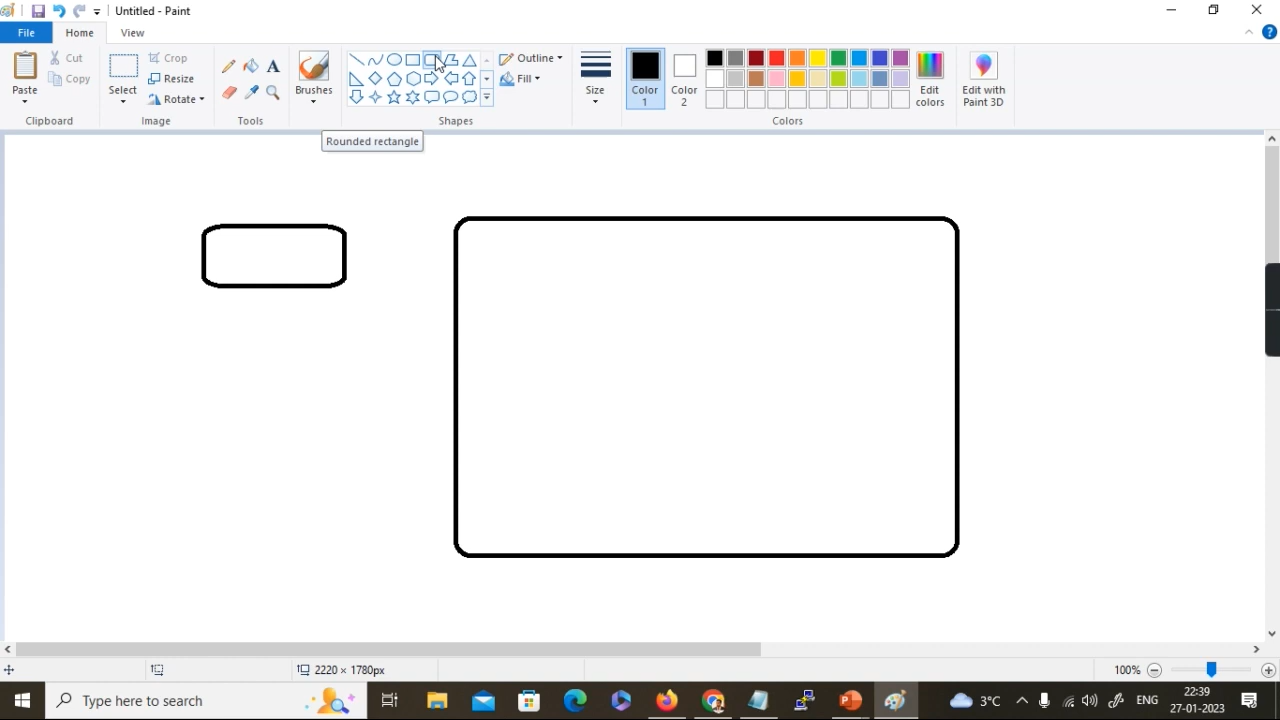 Untitled - Paint
File
Home
View
Paste
Cut
Copy
Clipboard
Select
Crop
Resize
Rotate
Image
Tools
A
Brushes
Shapes
Outline
Fill
Size
Color 1
Color 2
Colors
Edit colors
Edit with Paint 3D
Rounded rectangle
2220 × 1780px
100%
Type here to search
3°C
ENG
22:39
27-01-2023